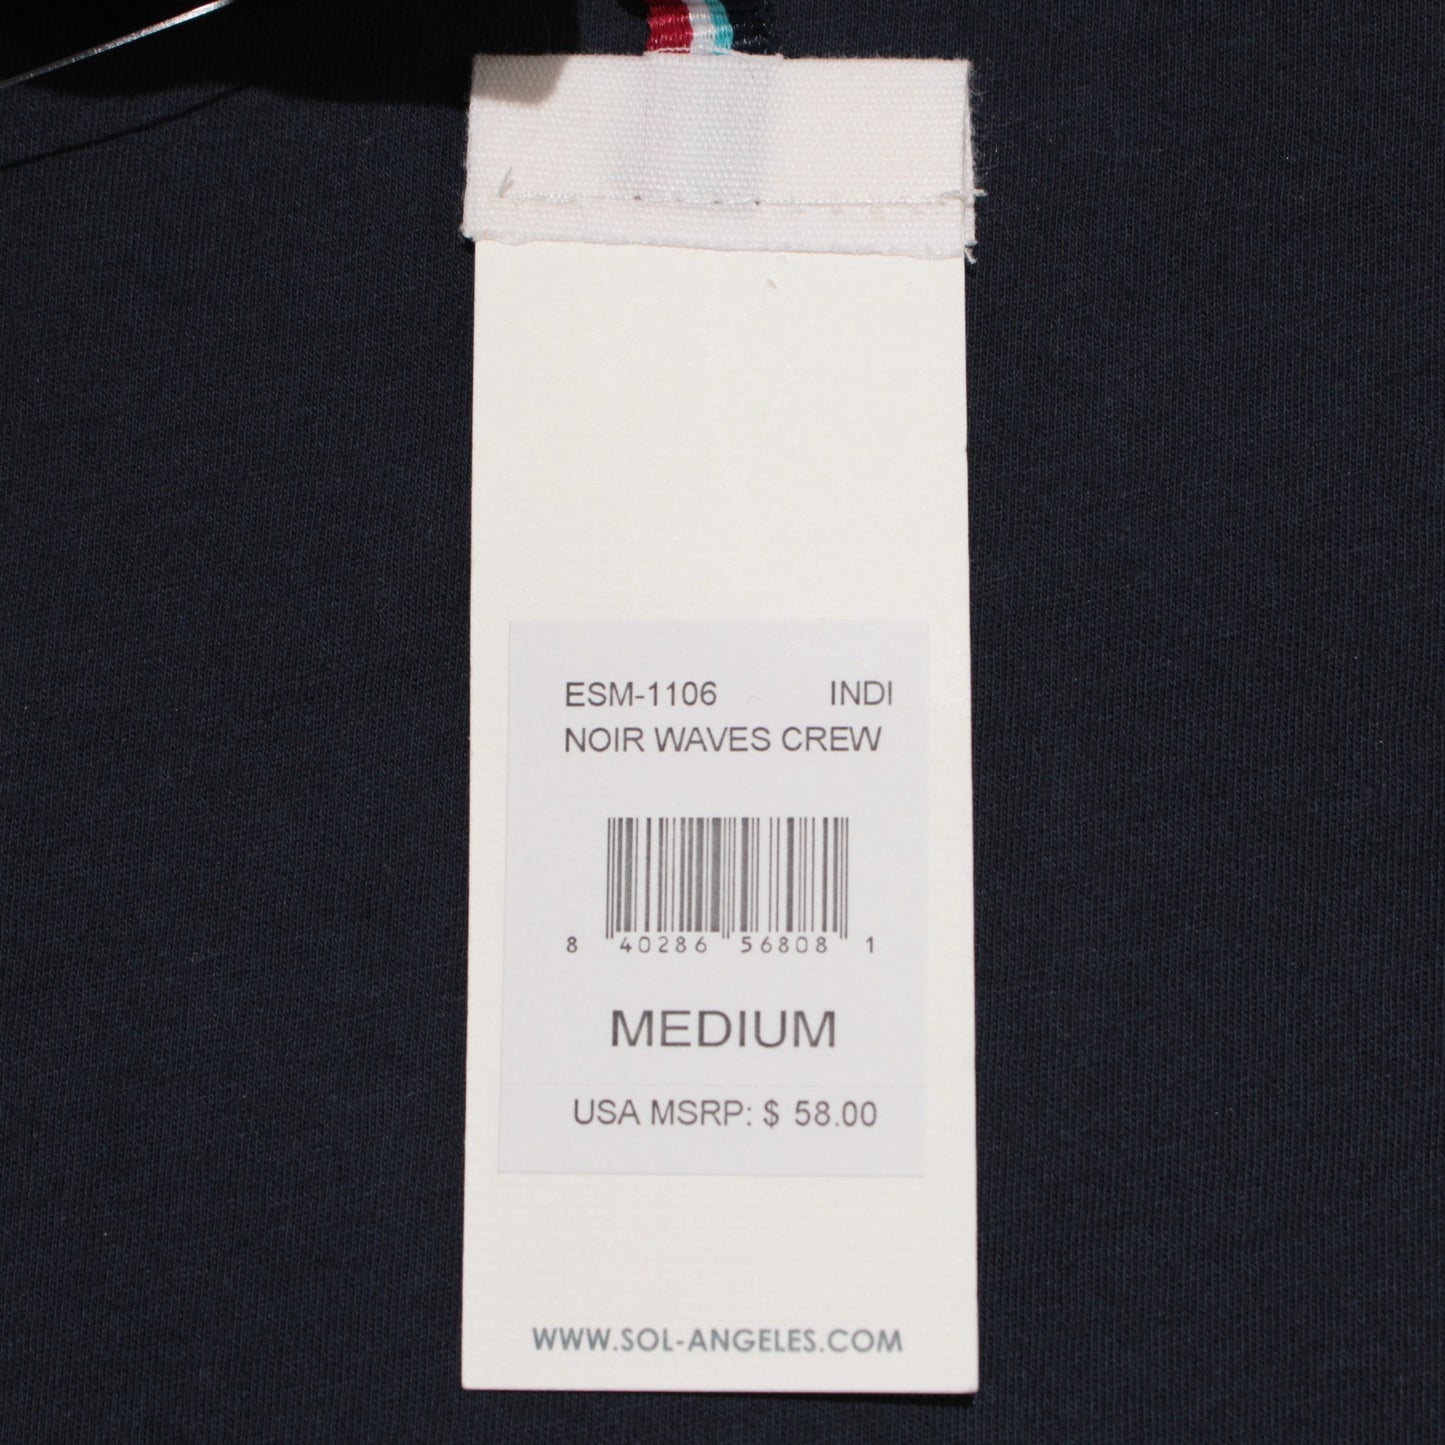 ESM-1106 INDI
NOIR WAVES CREW
8 40286 56808 1
MEDIUM
USA MSRP: $ 58.00
WWW.SOL-ANGELES.COM